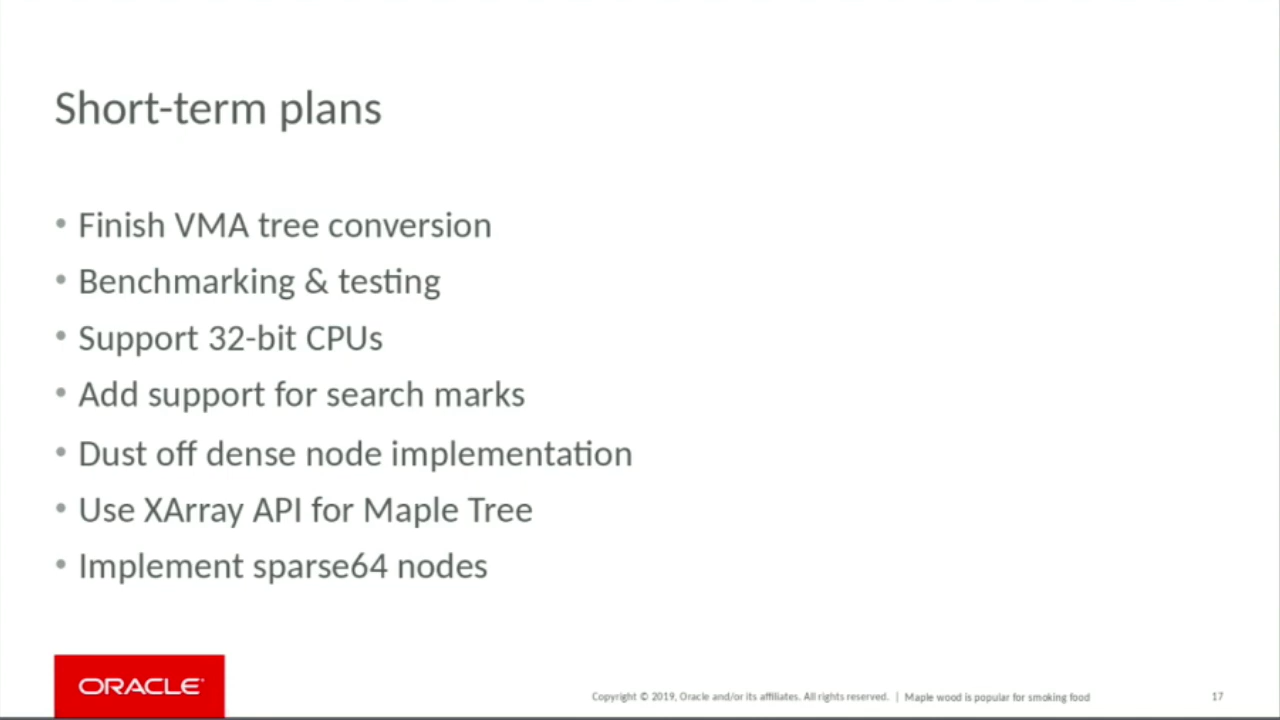 Short-term plans
• Finish VMA tree conversion
• Benchmarking & testing
• Support 32-bit CPUs
• Add support for search marks
• Dust off dense node implementation
• Use XArray API for Maple Tree
• Implement sparse64 nodes
ORACLE®
Copyright © 2019, Oracle and/or its affiliates. All rights reserved. | Maple wood is popular for smoking food
17